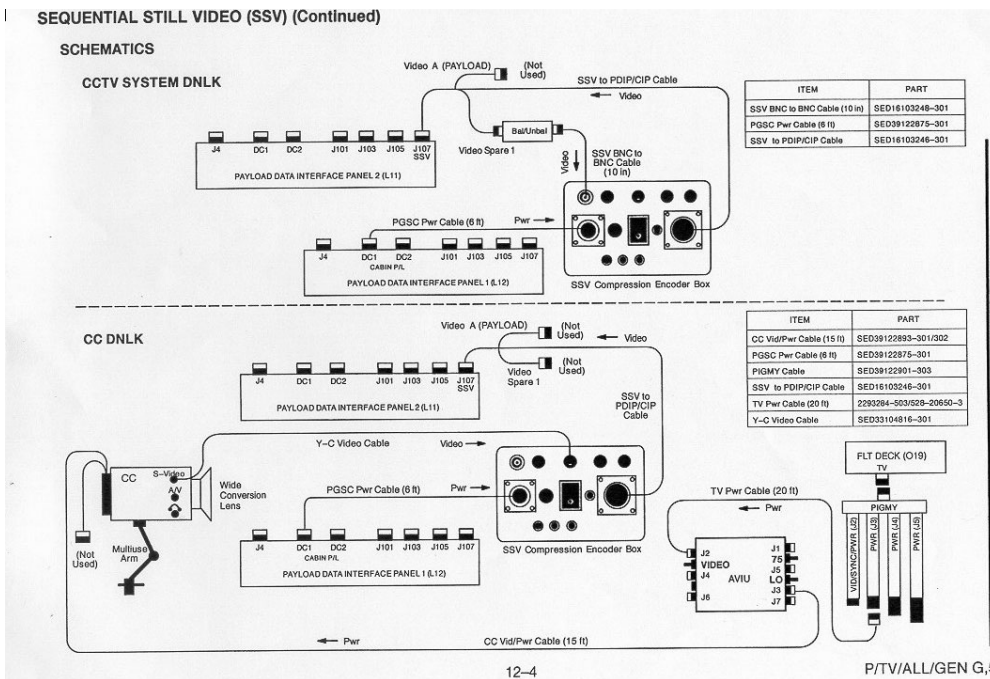 SEQUENTIAL STILL VIDEO (SSV) (Continued)
SCHEMATICS
CCTV SYSTEM DNLK
Video A (PAYLOAD)
(Not
Used)
SSV to PDIP/CIP Cable
Video
Bal/Unbal
Video Spare 1
Video
SSV BNC to
BNC Cable
(10 in)
J4 DC1 DC2 J101 J103 J105 J107
SSV
PAYLOAD DATA INTERFACE PANEL 2 (L11)
PGSC Pwr Cable (6 ft) Pwr
J4 DC1 DC2 J101 J103 J105 J107
CABIN P/L
PAYLOAD DATA INTERFACE PANEL 1 (L12)
SSV Compression Encoder Box
ITEM PART
SSV BNC to BNC Cable (10 in) SED16103248-301
PGSC Pwr Cable (6 ft) SED39122875-301
SSV to PDIP/CIP Cable SED16103246-301
CC DNLK
Video A (PAYLOAD)
(Not
Used)
Video
(Not
Used)
Video
Spare 1
SSV to
PDIP/CIP
Cable
J4 DC1 DC2 J101 J103 J105 J107
SSV
PAYLOAD DATA INTERFACE PANEL 2 (L11)
Y-C Video Cable Video
CC
S-Video
A/V
Wide
Conversion
Lens
(Not
Used)
Multiuse
Arm
PGSC Pwr Cable (6 ft) Pwr
J4 DC1 DC2 J101 J103 J105 J107
CABIN P/L
PAYLOAD DATA INTERFACE PANEL 1 (L12)
SSV Compression Encoder Box
ITEM PART
CC Vid/Pwr Cable (15 ft) SED39122893-301/302
PGSC Pwr Cable (6 ft) SED39122875-301
PIGMY Cable SED39122901-303
SSV to PDIP/CIP Cable SED16103246-301
TV Pwr Cable (20 ft) 2293284-503/528-20650-3
Y-C Video Cable SED33104816-301
FLT DECK (O19)
TV
PIGMY
VID/SYNC/PWR (J2)
PWR (J3)
PWR (J4)
PWR (J5)
TV Pwr Cable (20 ft)
Pwr
J2 J1
VIDEO 75
J4 AVIU J5
LO
J3
J6 J7
Pwr CC Vid/Pwr Cable (15 ft)
12-4
P/TV/ALL/GEN G,